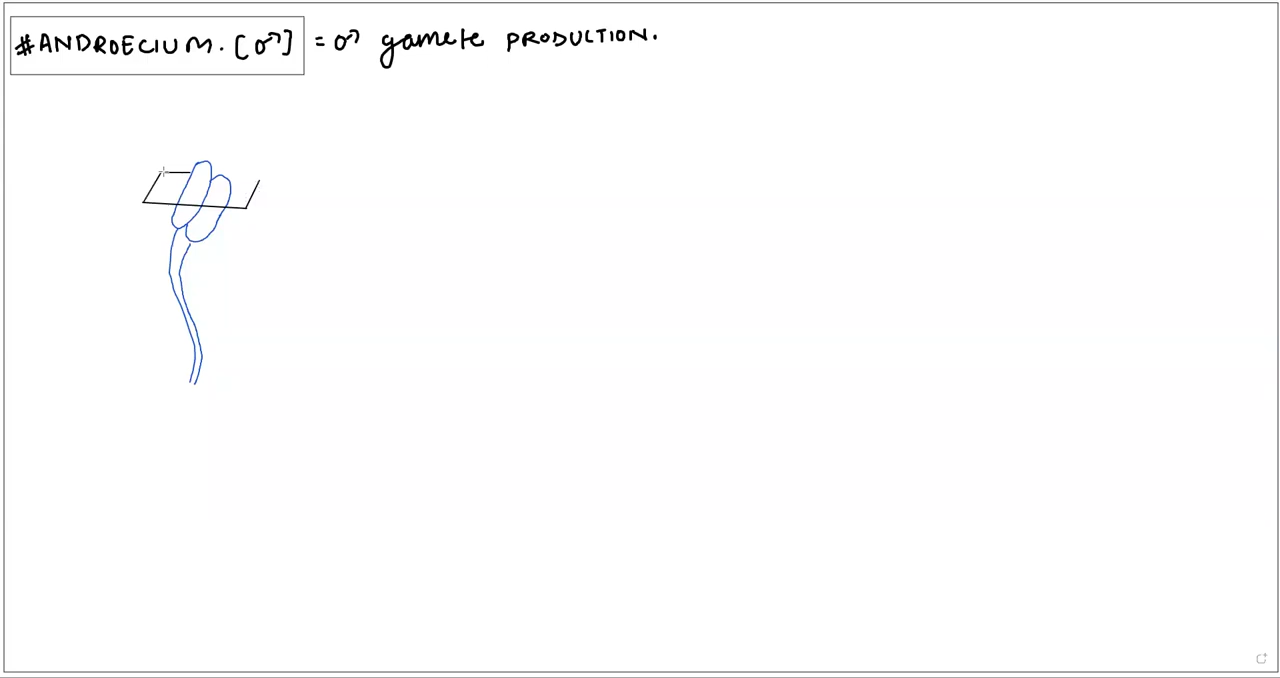 #ANDROECIUM. [♂] = ♂ gamete PRODUCTION.